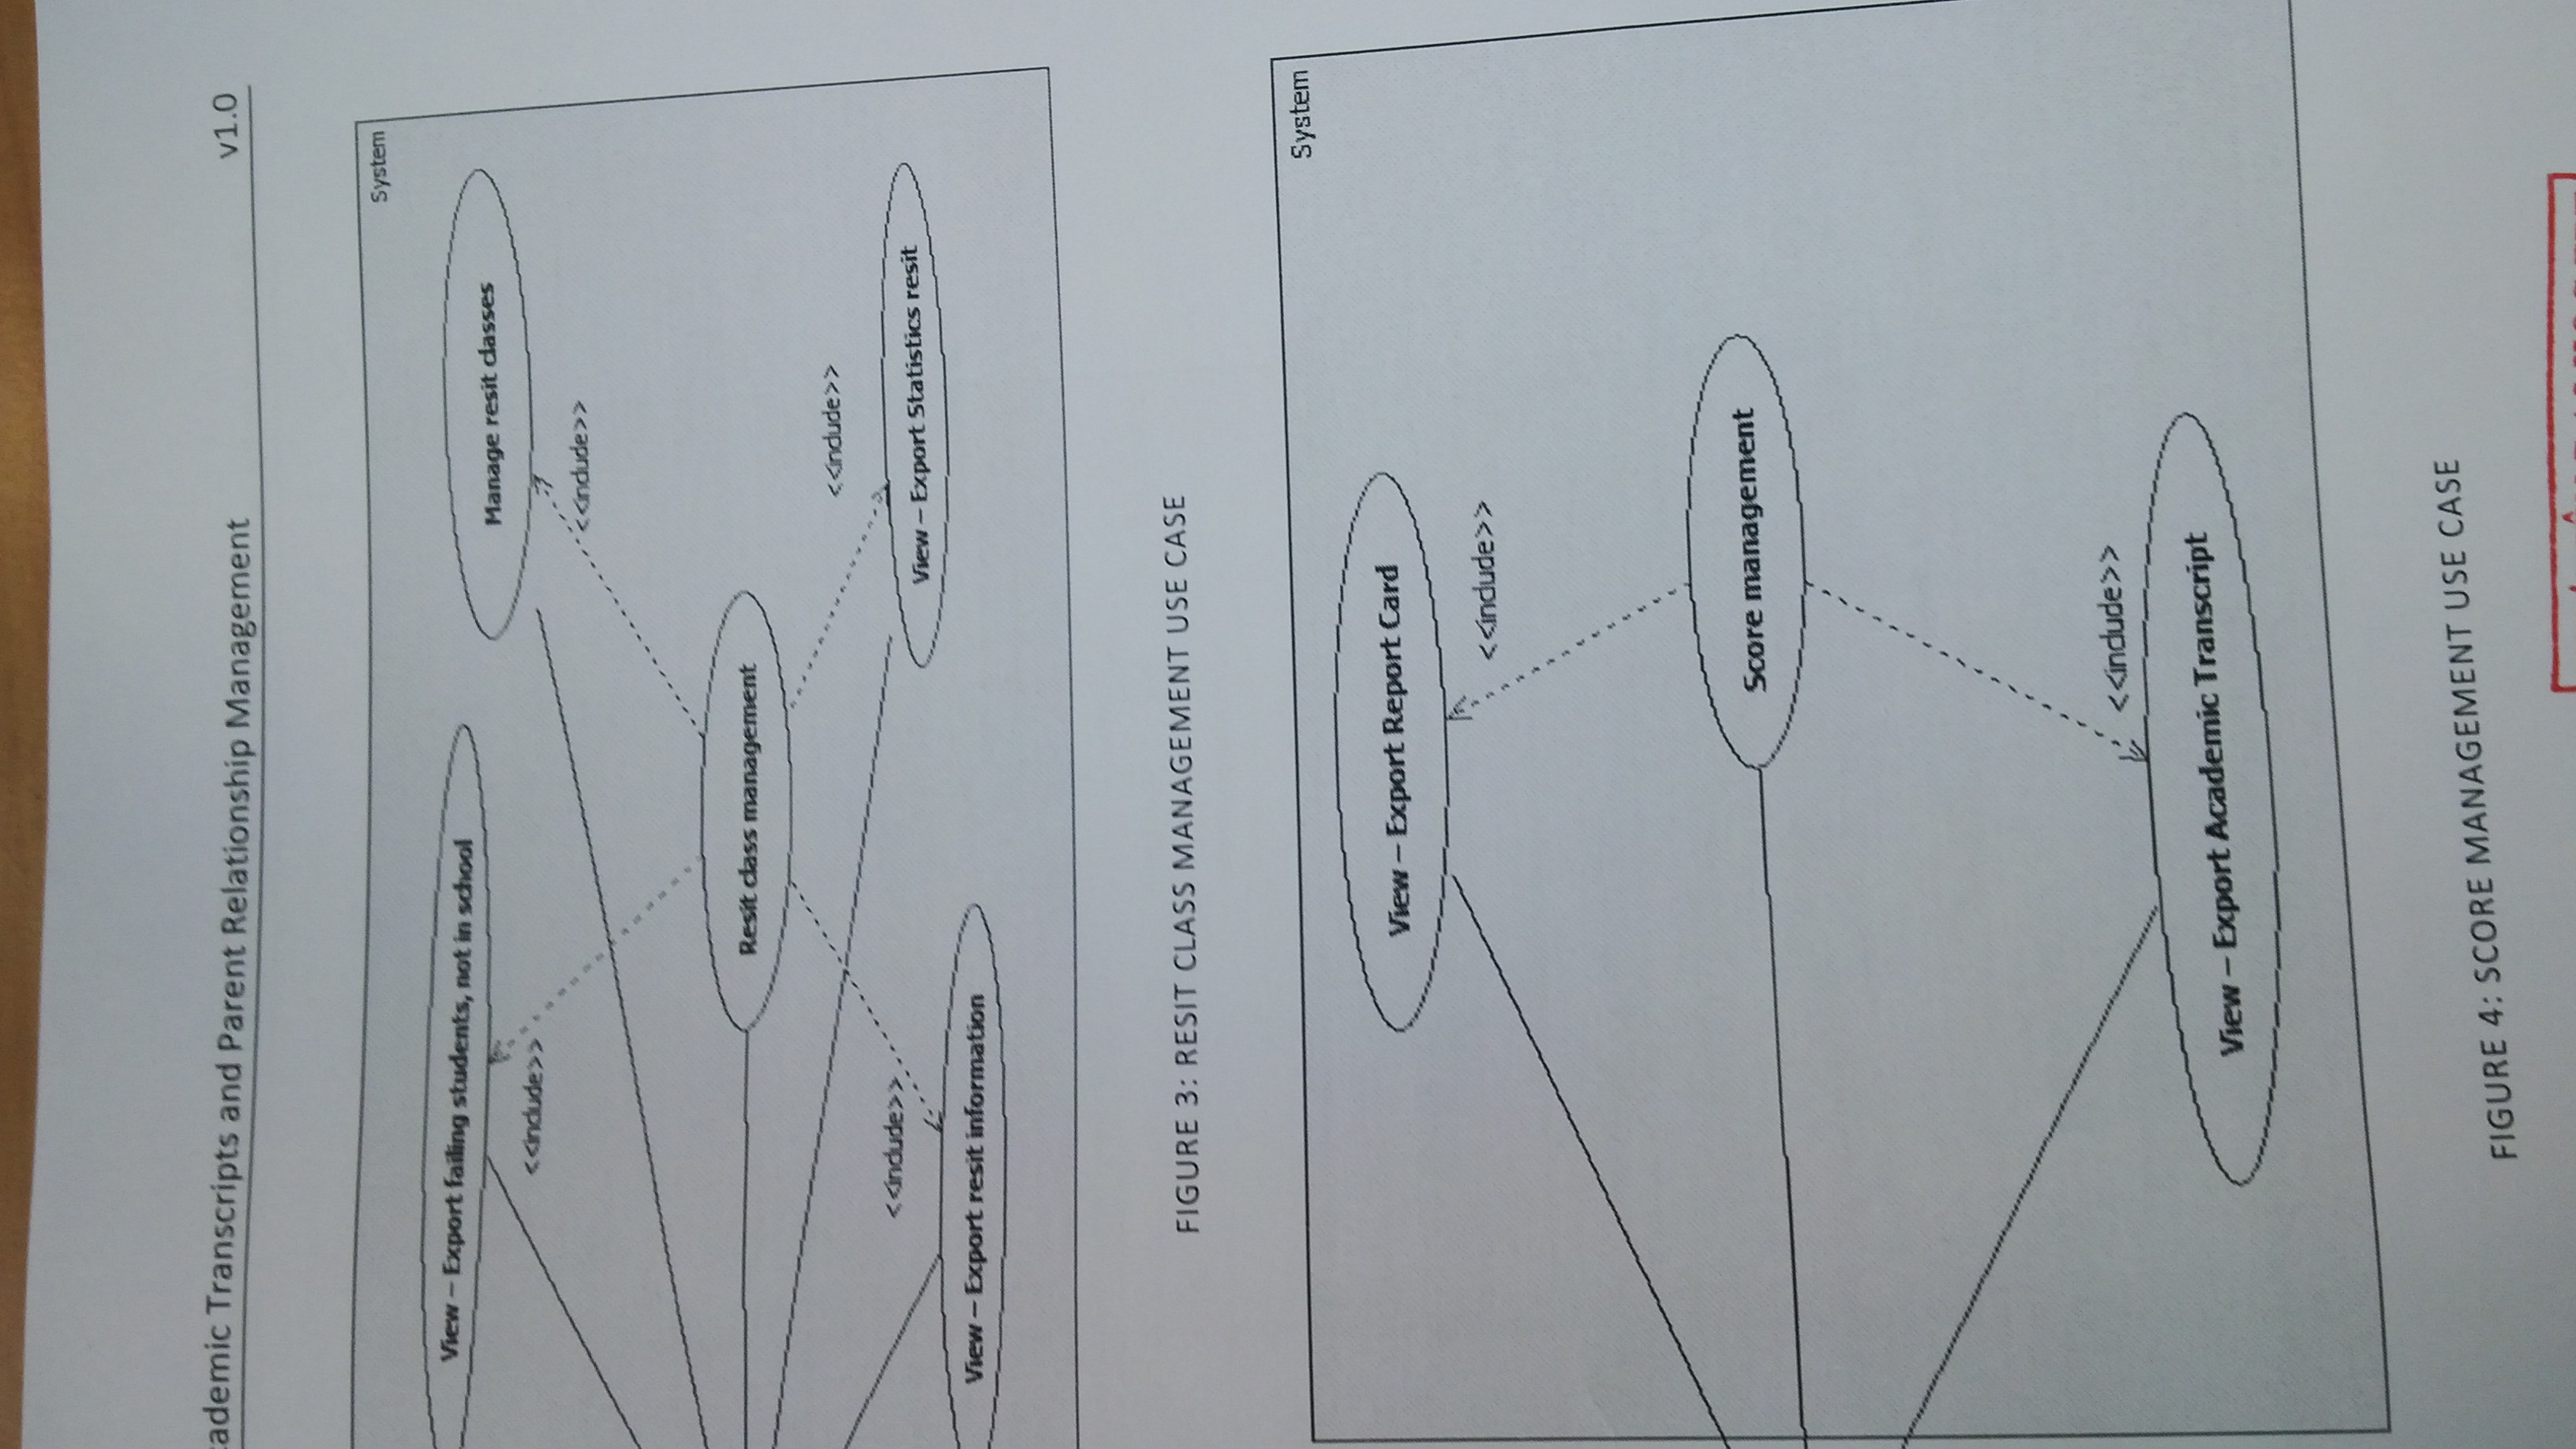 Transcripts and Parent Relationship Management v1.0
System
View – Export failing students, not in school
Manage resit classes
<<include>>
<<include>>
Resit class management
<<include>>
<<include>>
View – Export Statistics resit
View – Export resit information
FIGURE 3: RESIT CLASS MANAGEMENT USE CASE
System
View – Export Report Card
<<include>>
Score management
<<include>>
View – Export Academic Transcript
FIGURE 4: SCORE MANAGEMENT USE CASE